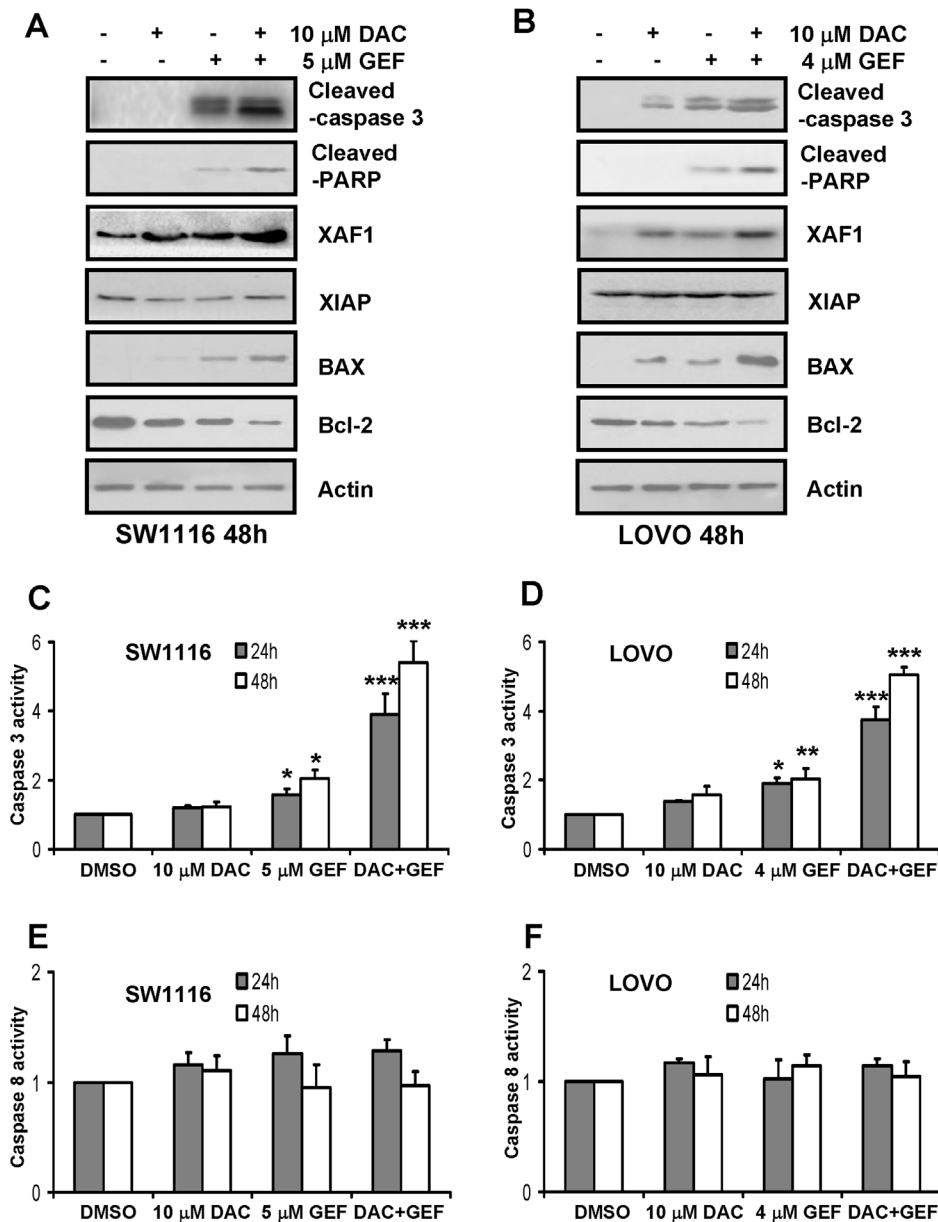 A
- + - + 10 μM DAC
- - + + 5 μM GEF
Cleaved
-caspase 3
Cleaved
-PARP
XAF1
XIAP
BAX
Bcl-2
Actin
SW1116 48h
B
- + - + 10 μM DAC
- - + + 4 μM GEF
Cleaved
-caspase 3
Cleaved
-PARP
XAF1
XIAP
BAX
Bcl-2
Actin
LOVO 48h
C
SW1116
24h
48h
Caspase 3 activity
6
4
2
0
* * *** ***
DMSO 10 μM DAC 5 μM GEF DAC+GEF
D
LOVO
24h
48h
Caspase 3 activity
6
4
2
0
* ** *** ***
DMSO 10 μM DAC 4 μM GEF DAC+GEF
E
SW1116
24h
48h
Caspase 8 activity
2
1
0
DMSO 10 μM DAC 5 μM GEF DAC+GEF
F
LOVO
24h
48h
Caspase 8 activity
2
1
0
DMSO 10 μM DAC 4 μM GEF DAC+GEF